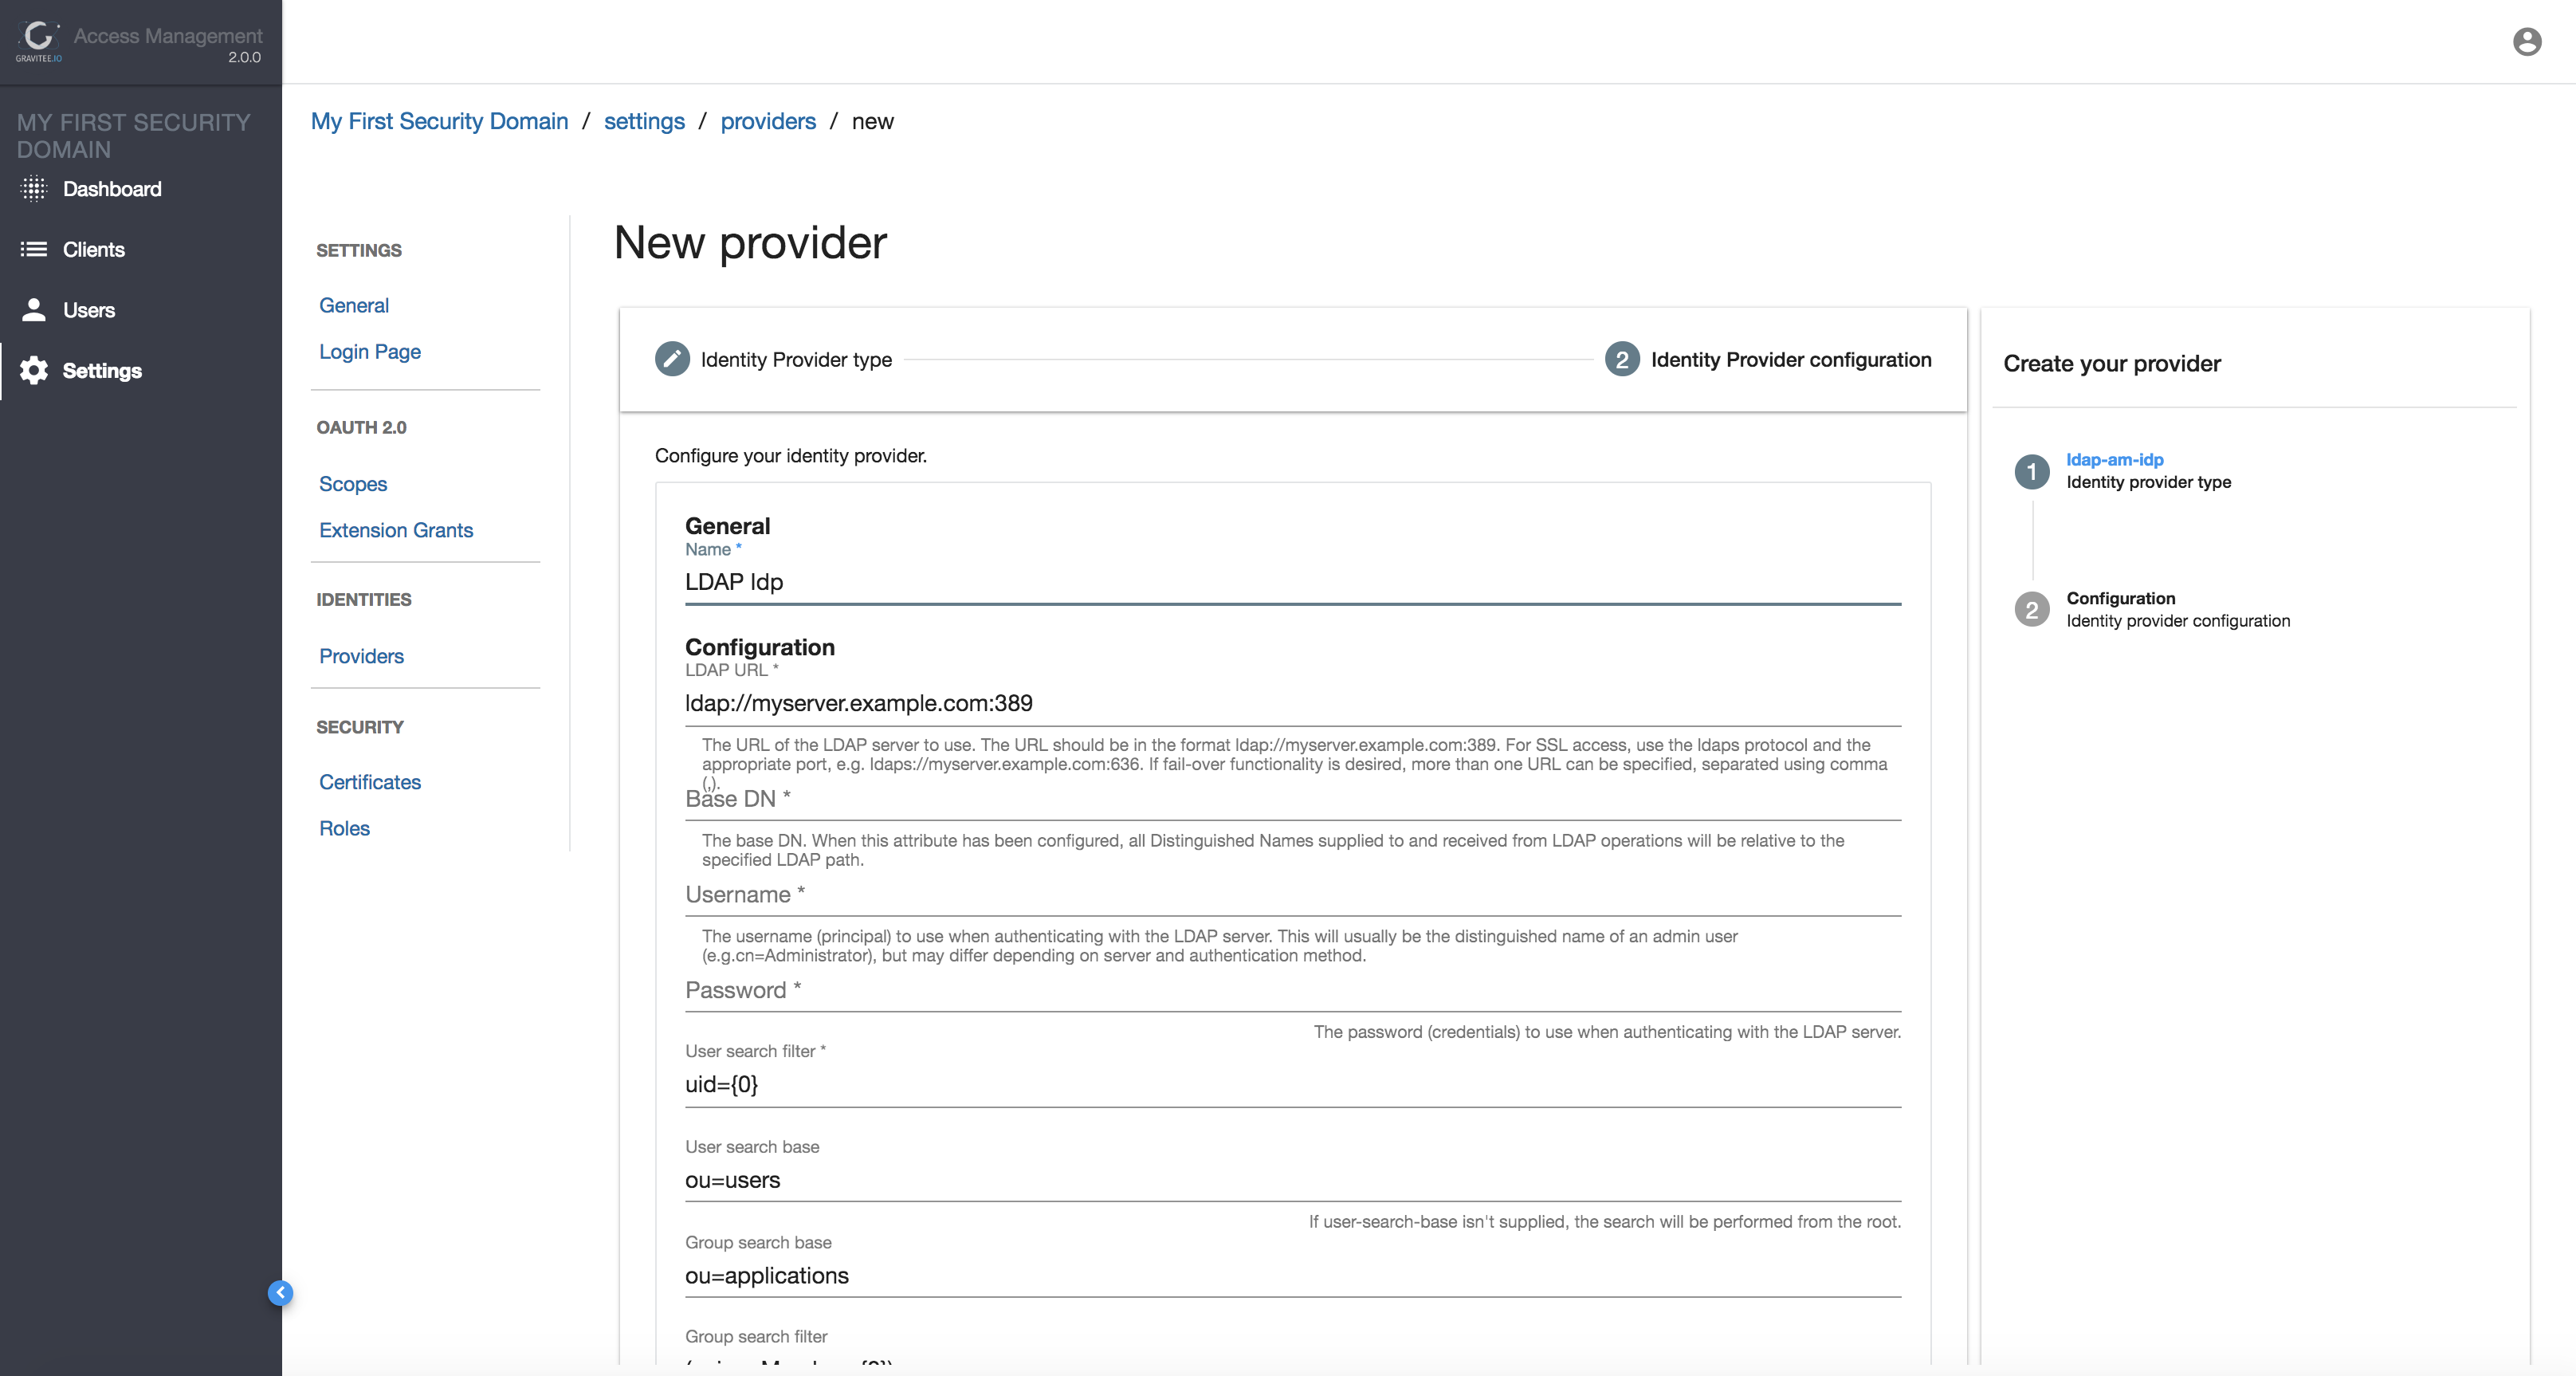 GRAVITEE.IO
Access Management
2.0.0
MY FIRST SECURITY
DOMAIN
Dashboard
Clients
Users
Settings
My First Security Domain / settings / providers / new
SETTINGS
General
Login Page
OAUTH 2.0
Scopes
Extension Grants
IDENTITIES
Providers
SECURITY
Certificates
Roles
New provider
Identity Provider type
2 Identity Provider configuration
Configure your identity provider.
General
Name *
LDAP Idp
Configuration
LDAP URL *
ldap://myserver.example.com:389
The URL of the LDAP server to use. The URL should be in the format ldap://myserver.example.com:389. For SSL access, use the ldaps protocol and the
appropriate port, e.g. ldaps://myserver.example.com:636. If fail-over functionality is desired, more than one URL can be specified, separated using comma
(,).
Base DN *
The base DN. When this attribute has been configured, all Distinguished Names supplied to and received from LDAP operations will be relative to the
specified LDAP path.
Username *
The username (principal) to use when authenticating with the LDAP server. This will usually be the distinguished name of an admin user
(e.g.cn=Administrator), but may differ depending on server and authentication method.
Password *
The password (credentials) to use when authenticating with the LDAP server.
User search filter *
uid={0}
User search base
ou=users
If user-search-base isn't supplied, the search will be performed from the root.
Group search base
ou=applications
Group search filter
Create your provider
1 ldap-am-idp
Identity provider type
2 Configuration
Identity provider configuration